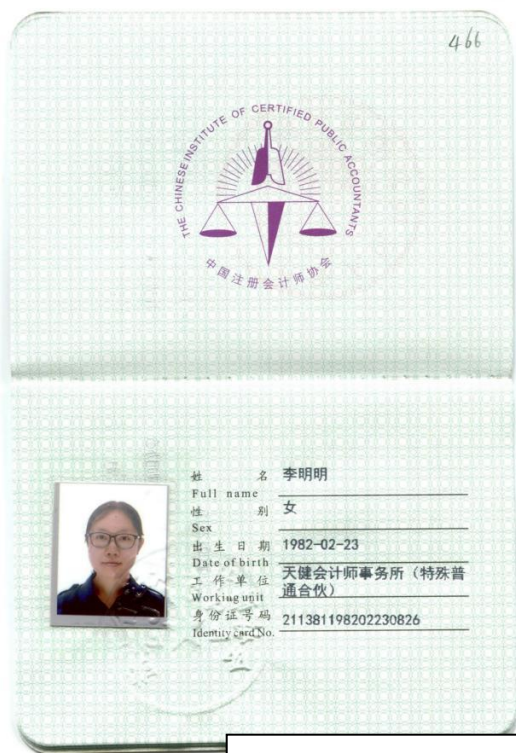 466
THE CHINESE INSTITUTE OF CERTIFIED PUBLIC ACCOUNTANTS
中国注册会计师协会
姓 名 李明明
Full name
性 别 女
Sex
出生日期 1982-02-23
Date of birth
工作单位 天健会计师事务所（特殊普
通合伙）
Working unit
身份证号码 211381198202230826
Identity card No.